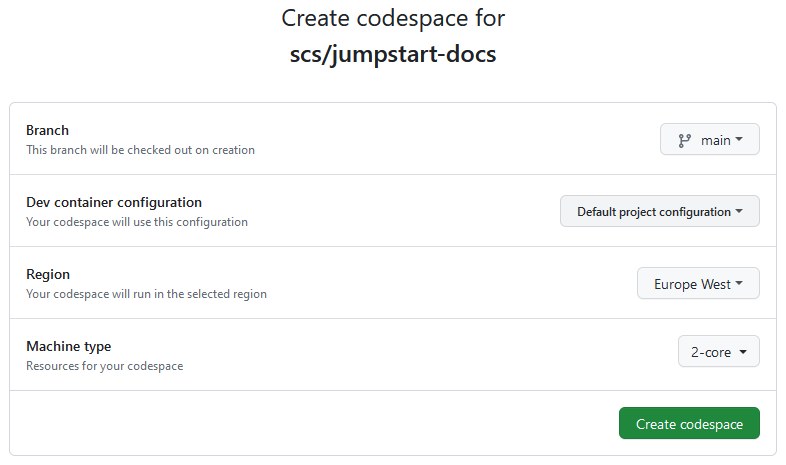 Create codespace for
scs/jumpstart-docs
Branch
This branch will be checked out on creation
main
Dev container configuration
Your codespace will use this configuration
Default project configuration
Region
Your codespace will run in the selected region
Europe West
Machine type
Resources for your codespace
2-core
Create codespace